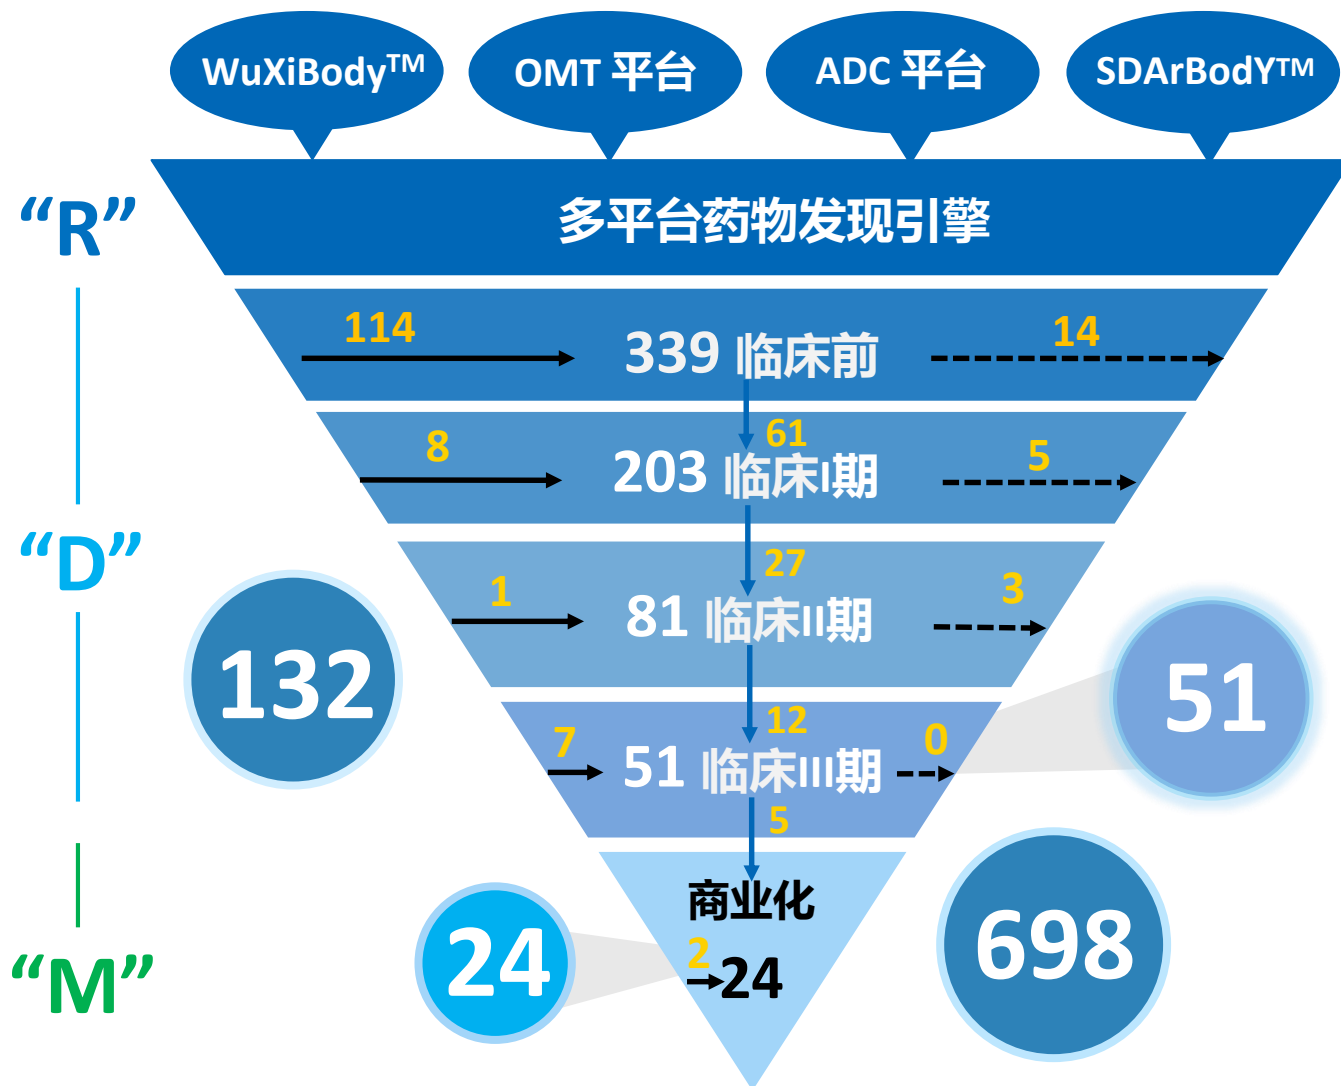 WuXiBody™
OMT 平台
ADC 平台
SDArBodY™
“R”
多平台药物发现引擎
114
339 临床前
14
61
8
203 临床I期
5
“D”
27
1
81 临床II期
3
132
51
12
7
51 临床III期
0
5
商业化
2
24
24
698
“M”